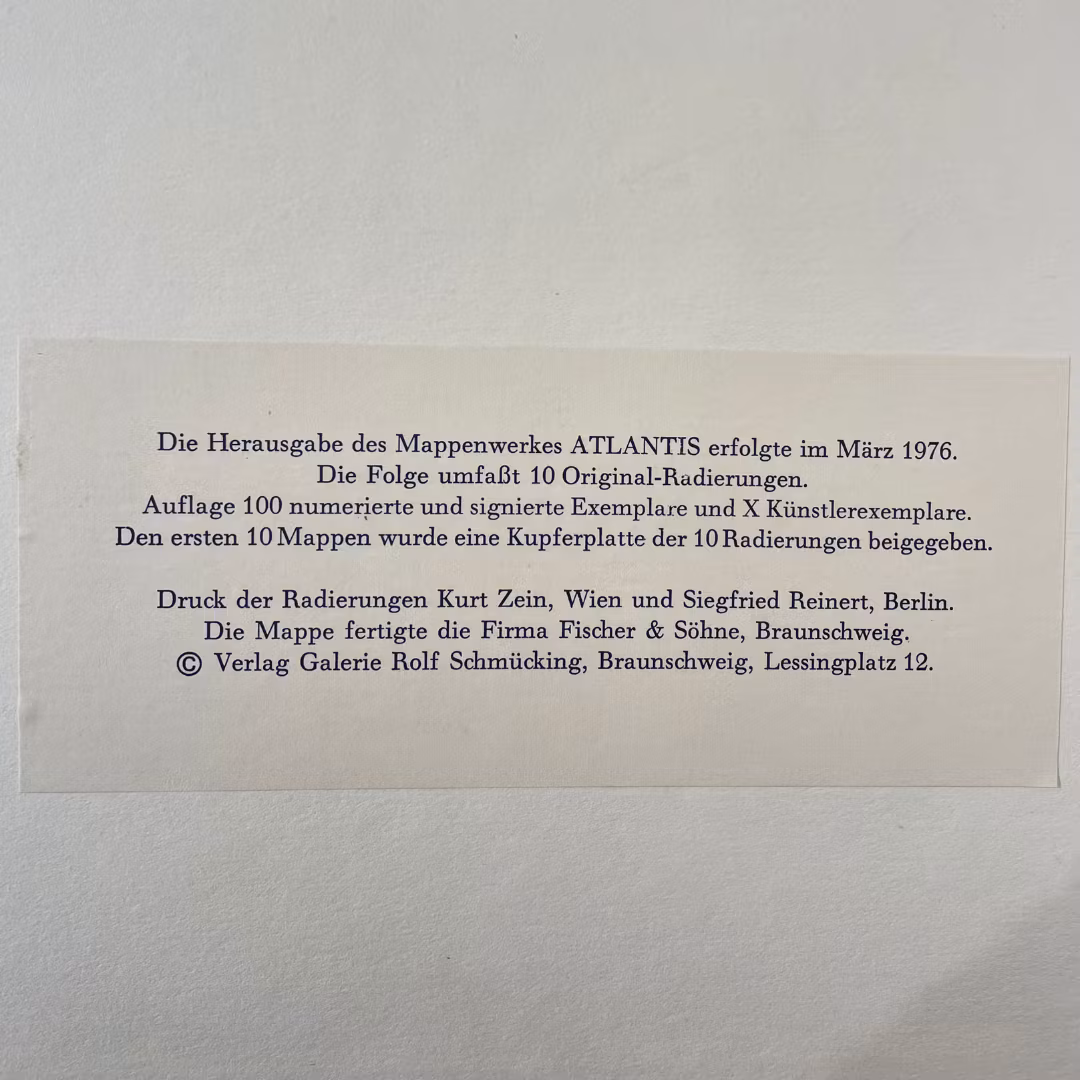 Die Herausgabe des Mappenwerkes ATLANTIS erfolgte im März 1976.
Die Folge umfaßt 10 Original-Radierungen.
Auflage 100 numerierte und signierte Exemplare und X Künstlerexemplare.
Den ersten 10 Mappen wurde eine Kupferplatte der 10 Radierungen beigegeben.
Druck der Radierungen Kurt Zein, Wien und Siegfried Reinert, Berlin.
Die Mappe fertigte die Firma Fischer & Söhne, Braunschweig.
© Verlag Galerie Rolf Schmücking, Braunschweig, Lessingplatz 12.